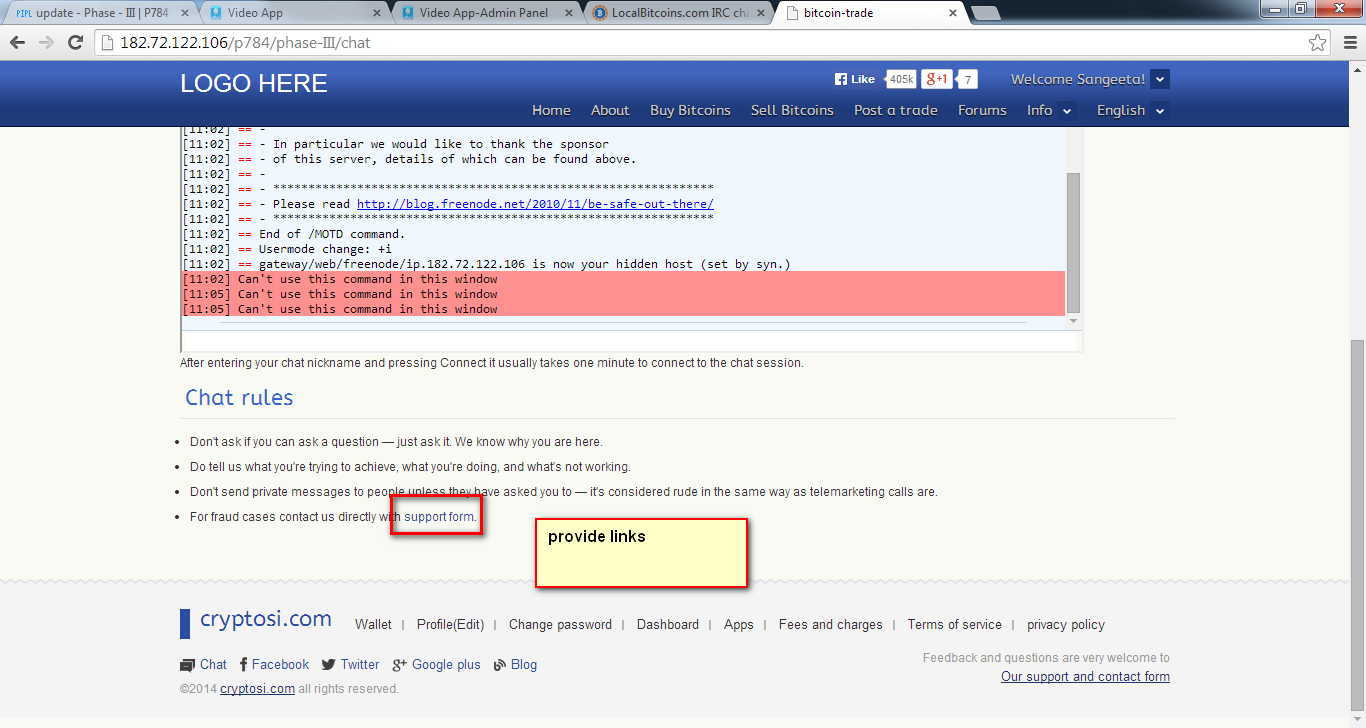 PIPL update - Phase - III | P784
Video App
Video App-Admin Panel
LocalBitcoins.com IRC cha
bitcoin-trade
182.72.122.106/p784/phase-III/chat
LOGO HERE
Like 405k g+1 7 Welcome Sangeeta!
Home About Buy Bitcoins Sell Bitcoins Post a trade Forums Info English
[11:02] == -
[11:02] == - In particular we would like to thank the sponsor
[11:02] == - of this server, details of which can be found above.
[11:02] == -
[11:02] == - ***************************************************************
[11:02] == - Please read http://blog.freenode.net/2010/11/be-safe-out-there/
[11:02] == - ***************************************************************
[11:02] == End of /MOTD command.
[11:02] == Usermode change: +i
[11:02] == gateway/web/freenode/ip.182.72.122.106 is now your hidden host (set by syn.)
[11:02] Can't use this command in this window
[11:05] Can't use this command in this window
[11:05] Can't use this command in this window
After entering your chat nickname and pressing Connect it usually takes one minute to connect to the chat session.
Chat rules
• Don't ask if you can ask a question — just ask it. We know why you are here.
• Do tell us what you're trying to achieve, what you're doing, and what's not working.
• Don't send private messages to people unless they have asked you to — it's considered rude in the same way as telemarketing calls are.
• For fraud cases contact us directly with support form.
provide links
cryptosi.com
Wallet | Profile(Edit) | Change password | Dashboard | Apps | Fees and charges | Terms of service | privacy policy
Chat Facebook Twitter Google plus Blog
Feedback and questions are very welcome to
Our support and contact form
©2014 cryptosi.com all rights reserved.